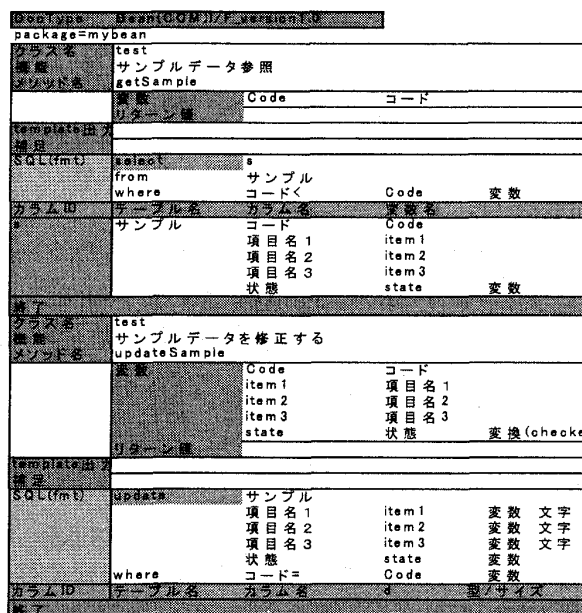 DocType Bean(COM)I/F_version1.0
package=mybean
クラス名 test
機能 サンプルデータ参照
メソッド名 getSample
変数 Code コード
リターン値
template出力
補足
SQL(fmt) select s
from サンプル
where コード< Code 変数
カラムID テーブル名 カラム名 変数名
s サンプル コード Code
項目名1 item1
項目名2 item2
項目名3 item3
状態 state 変数
終了
クラス名 test
機能 サンプルデータを修正する
メソッド名 updateSample
変数 Code コード
item1 項目名1
item2 項目名2
item3 項目名3
state 状態 変換(checke
リターン値
template出力
補足
SQL(fmt) update サンプル
項目名1 item1 変数 文字
項目名2 item2 変数 文字
項目名3 item3 変数 文字
状態 state 変数
where コード= Code 変数
カラムID テーブル名 カラム名 d 型/サイズ
終了